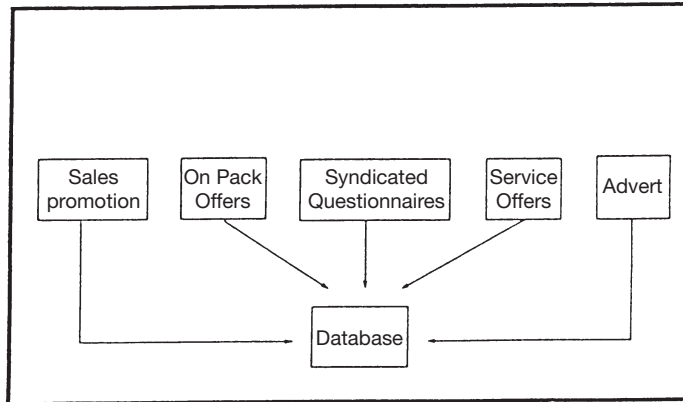 Sales
promotion
On Pack
Offers
Syndicated
Questionnaires
Service
Offers
Advert
Database